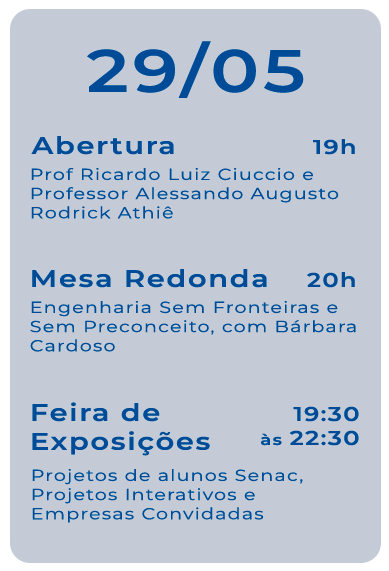 29/05
Abertura 19h
Prof Ricardo Luiz Ciuccio e
Professor Alessando Augusto
Rodrick Athiê
Mesa Redonda 20h
Engenharia Sem Fronteiras e
Sem Preconceito, com Bárbara
Cardoso
Feira de 19:30
Exposições às 22:30
Projetos de alunos Senac,
Projetos Interativos e
Empresas Convidadas